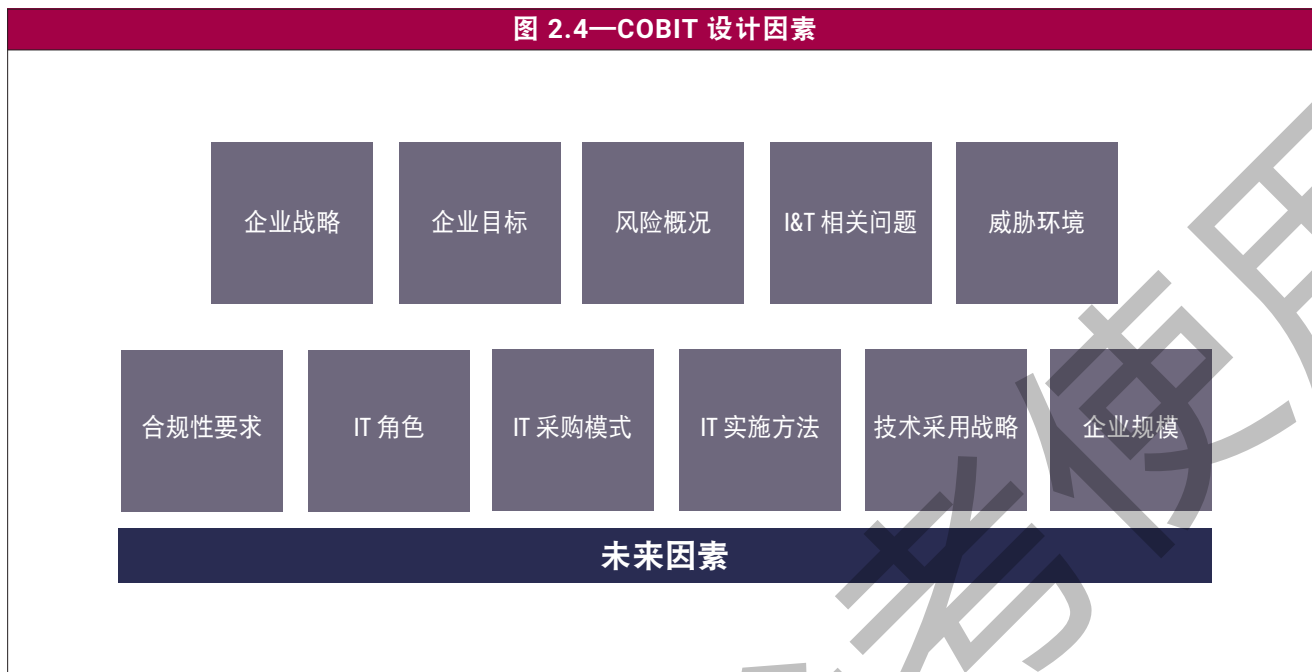 图 2.4—COBIT 设计因素
企业战略
企业目标
风险概况
I&T 相关问题
威胁环境
合规性要求
IT 角色
IT 采购模式
IT 实施方法
技术采用战略
企业规模
未来因素
考使用